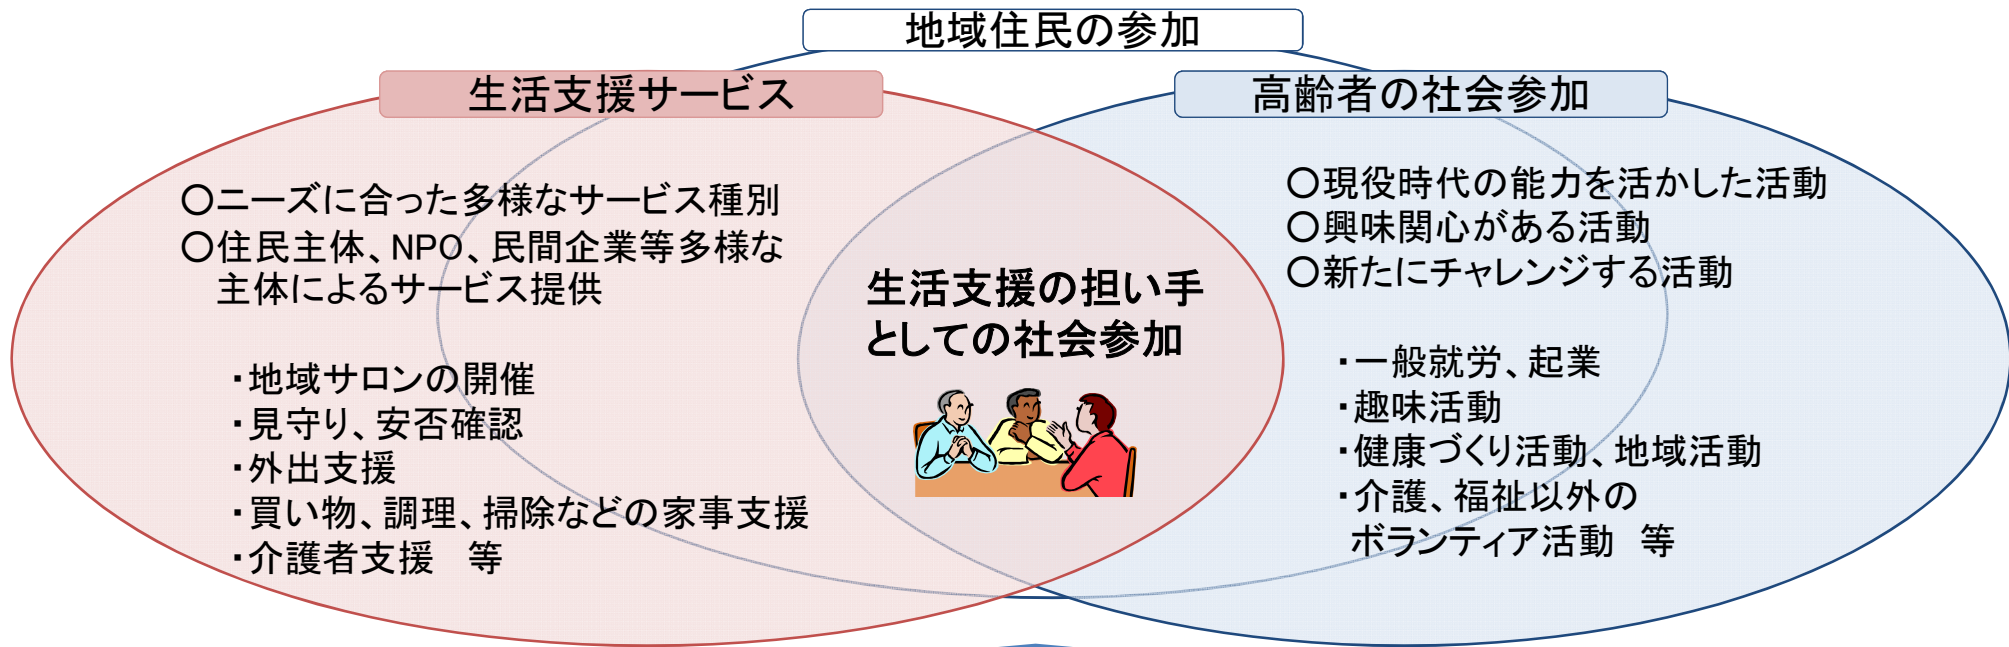 地域住民の参加
生活支援サービス
〇ニーズに合った多様なサービス種別
〇住民主体、NPO、民間企業等多様な
主体によるサービス提供
・地域サロンの開催
・見守り、安否確認
・外出支援
・買い物、調理、掃除などの家事支援
・介護者支援　等
生活支援の担い手
としての社会参加
高齢者の社会参加
〇現役時代の能力を活かした活動
〇興味関心がある活動
〇新たにチャレンジする活動
・一般就労、起業
・趣味活動
・健康づくり活動、地域活動
・介護、福祉以外の
ボランティア活動　等